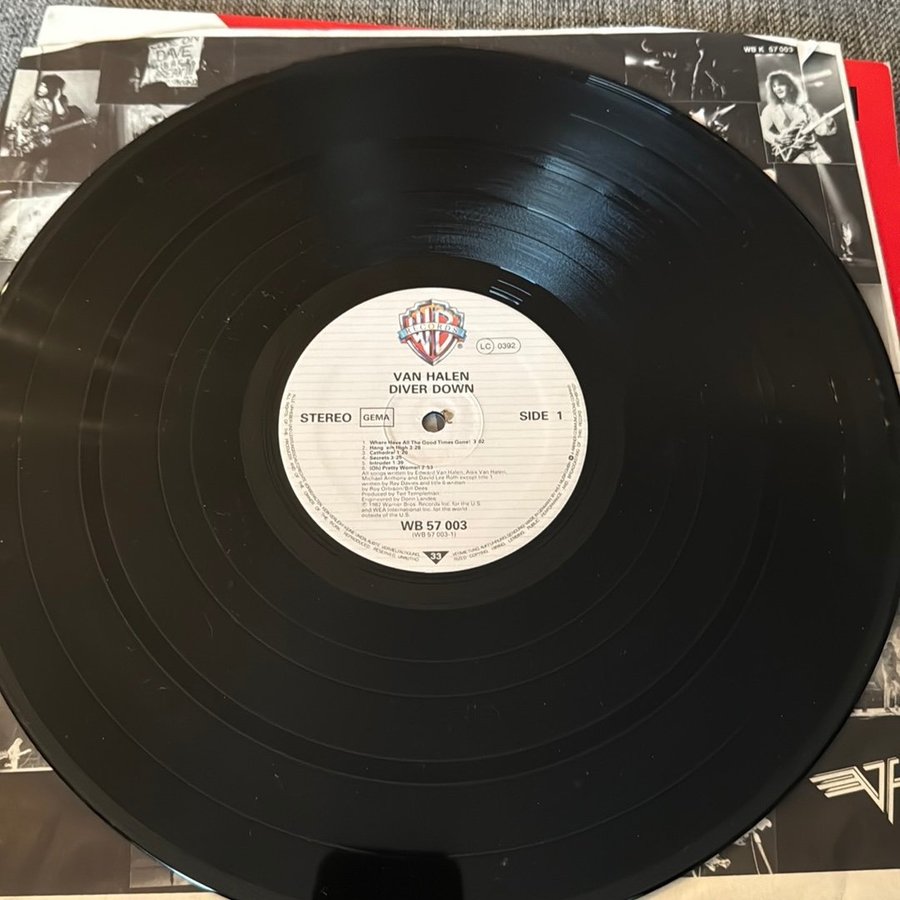 DAVE
WB K 57 003
WB
RECORDS
®
LC 0392
VAN HALEN
DIVER DOWN
STEREO GEMA SIDE 1
1. Where Have All The Good Times Gone! 3:02
2. Hang 'em High 3:28
3. Cathedral 1:20
4. Secrets 3:25
5. Intruder 1:39
6. (Oh) Pretty Woman 2:53
All songs written by Edward Van Halen, Alex Van Halen,
Michael Anthony and David Lee Roth except title 1
written by Ray Davies and title 6 written
by Roy Orbison/Bill Dees
Produced by Ted Templeman
Engineered by Donn Landee
℗ 1982 Warner Bros. Records Inc. for the U.S.
and WEA International Inc. for the world
outside of the U.S.
WB 57 003
(WB 57 003-1)
33